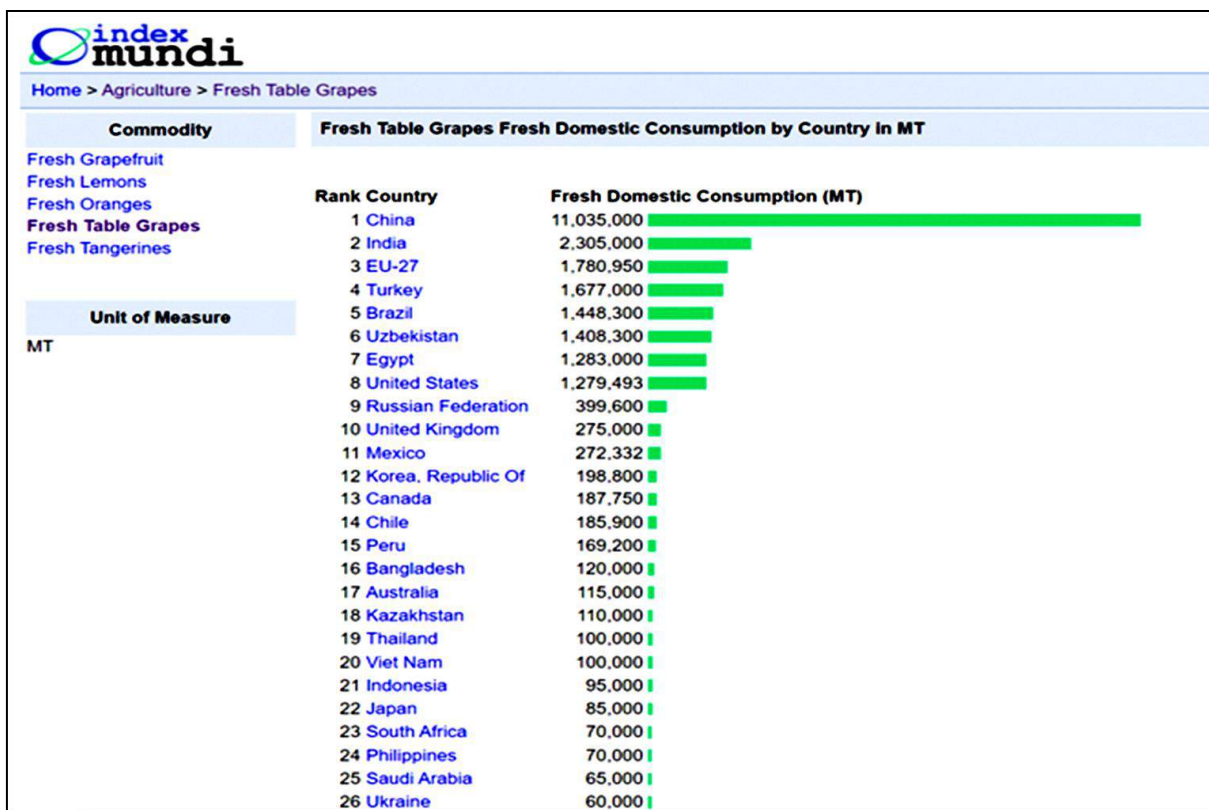 index
mundi
Home > Agriculture > Fresh Table Grapes
Commodity
Fresh Grapefruit
Fresh Lemons
Fresh Oranges
Fresh Table Grapes
Fresh Tangerines
Unit of Measure
MT
Fresh Table Grapes Fresh Domestic Consumption by Country in MT
Rank Country Fresh Domestic Consumption (MT)
1 China 11,035,000
2 India 2,305,000
3 EU-27 1,780,950
4 Turkey 1,677,000
5 Brazil 1,448,300
6 Uzbekistan 1,408,300
7 Egypt 1,283,000
8 United States 1,279,493
9 Russian Federation 399,600
10 United Kingdom 275,000
11 Mexico 272,332
12 Korea, Republic Of 198,800
13 Canada 187,750
14 Chile 185,900
15 Peru 169,200
16 Bangladesh 120,000
17 Australia 115,000
18 Kazakhstan 110,000
19 Thailand 100,000
20 Viet Nam 100,000
21 Indonesia 95,000
22 Japan 85,000
23 South Africa 70,000
24 Philippines 70,000
25 Saudi Arabia 65,000
26 Ukraine 60,000